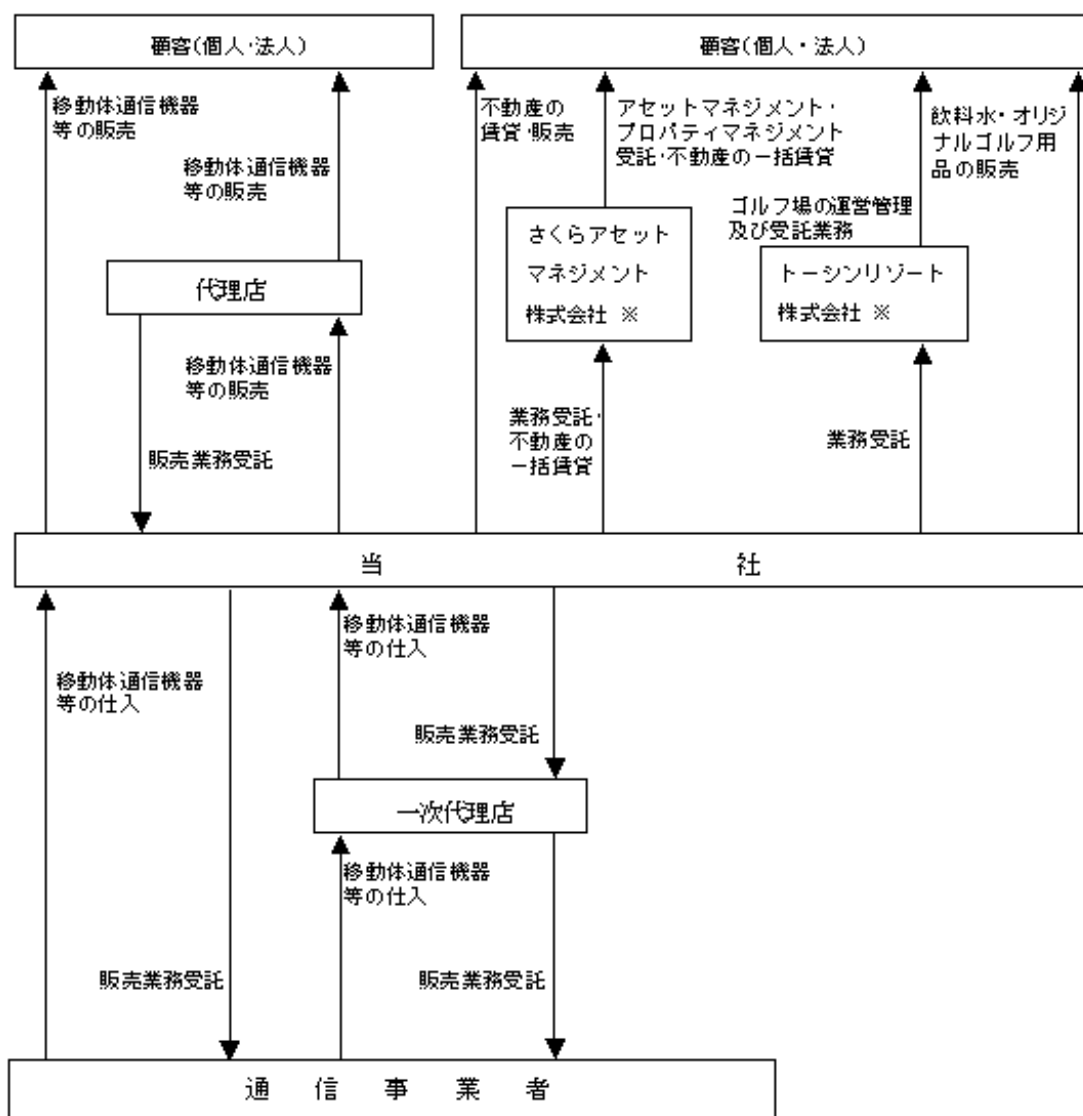 顧客(個人・法人)
顧客(個人・法人)
移動体通信機器
等の販売
移動体通信機器
等の販売
不動産の
賃貸・販売
アセットマネジメント・
プロパティマネジメント
受託・不動産の一括賃貸
飲料水・オリジ
ナルゴルフ用
品の販売
ゴルフ場の運営管理
及び受託業務
代理店
さくらアセット
マネジメント
株式会社 ※
トーシンリゾート
株式会社 ※
移動体通信機器
等の販売
販売業務受託
業務受託・
不動産の
一括賃貸
業務受託
当 社
移動体通信機器
等の仕入
移動体通信機器
等の仕入
販売業務受託
一次代理店
移動体通信機器
等の仕入
販売業務受託
販売業務受託
通 信 事 業 者